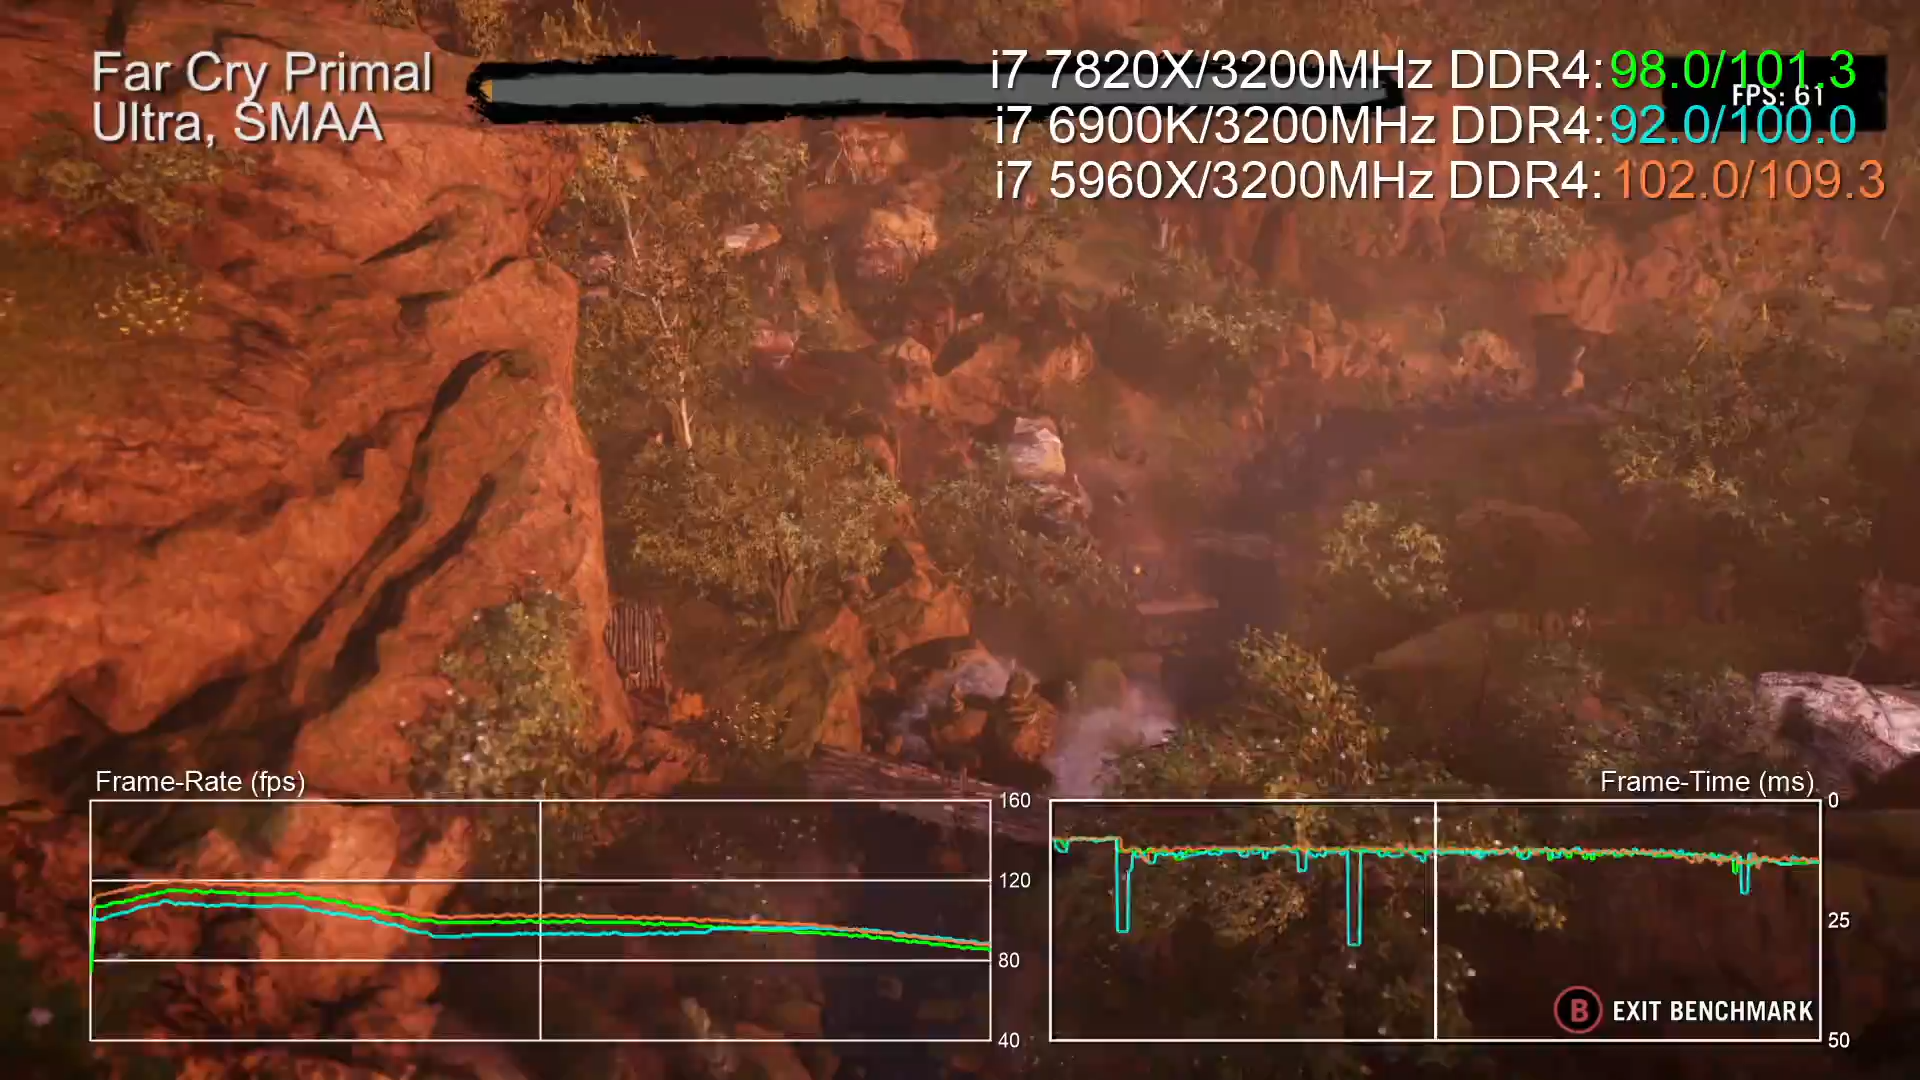 Far Cry Primal
Ultra, SMAA
i7 7820X/3200MHz DDR4:98.0/101.3
FPS: 61
i7 6900K/3200MHz DDR4:92.0/100.0
i7 5960X/3200MHz DDR4:102.0/109.3
Frame-Rate (fps)
160
120
80
40
Frame-Time (ms)
0
25
50
B EXIT BENCHMARK